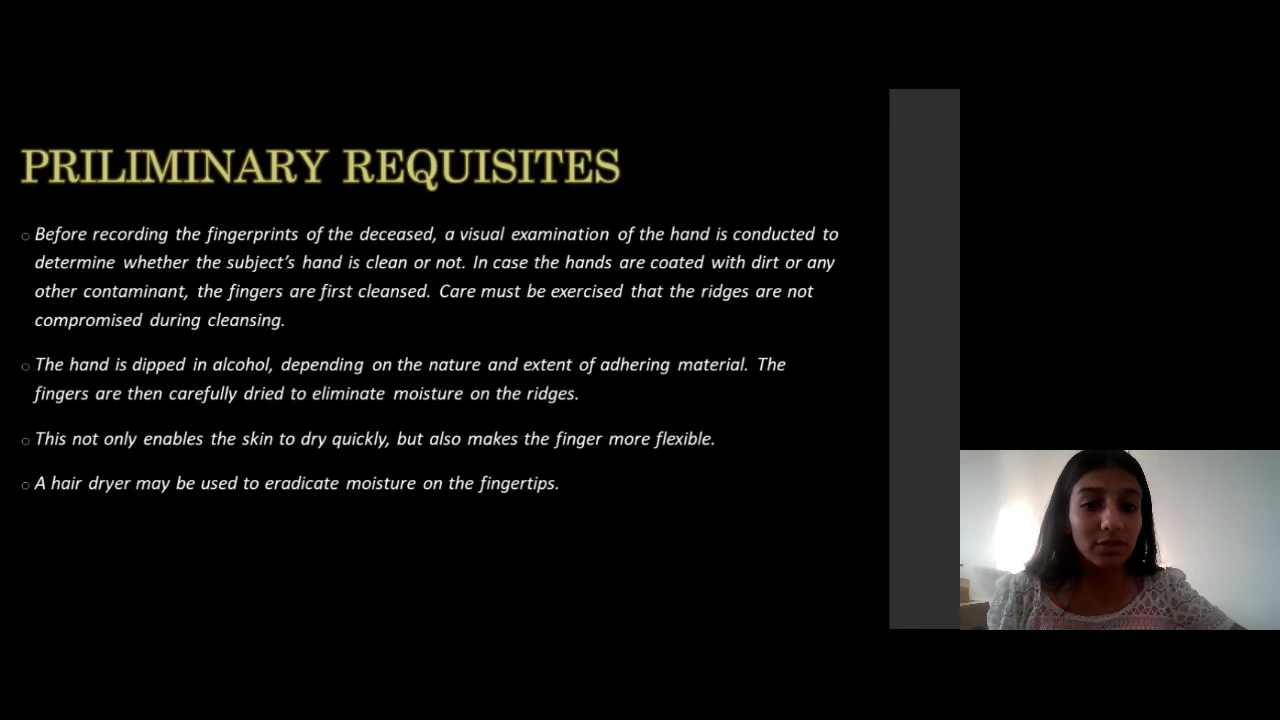 PRILIMINARY REQUISITES
Before recording the fingerprints of the deceased, a visual examination of the hand is conducted to
determine whether the subject's hand is clean or not. In case the hands are coated with dirt or any
other contaminant, the fingers are first cleansed. Care must be exercised that the ridges are not
compromised during cleansing.
The hand is dipped in alcohol, depending on the nature and extent of adhering material. The
fingers are then carefully dried to eliminate moisture on the ridges.
This not only enables the skin to dry quickly, but also makes the finger more flexible.
A hair dryer may be used to eradicate moisture on the fingertips.